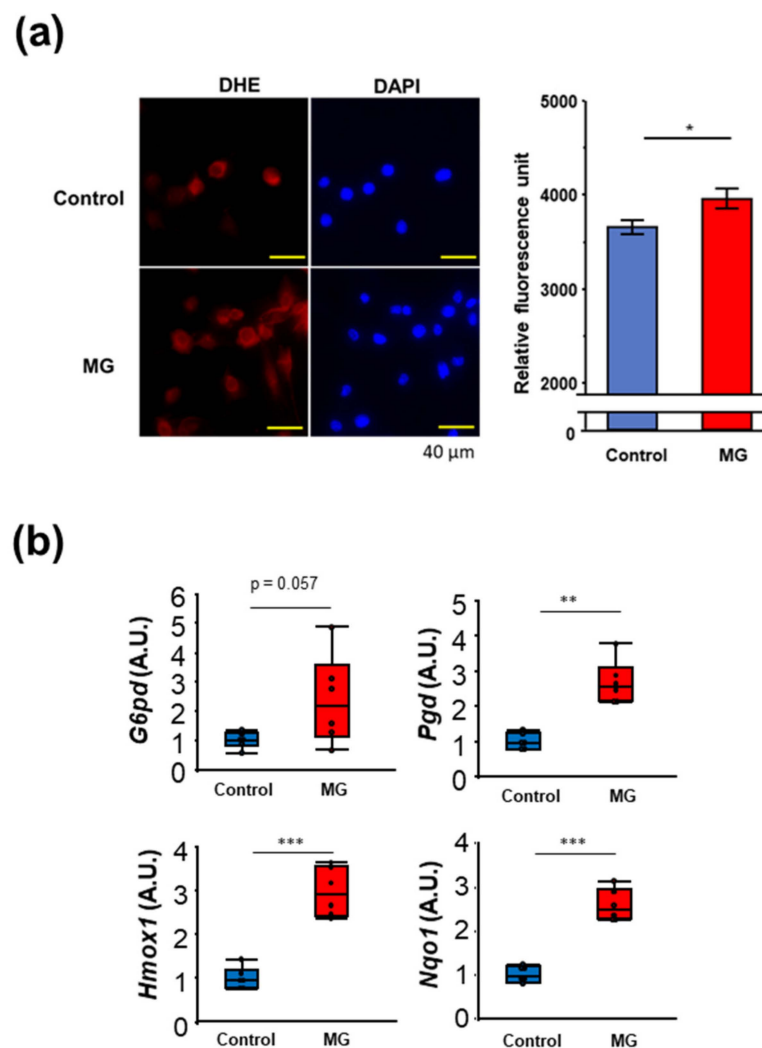 (a)
DHE
DAPI
Control
MG
40 μm
Relative fluorescence unit
5000
4000
3000
2000
0
*
Control
MG
(b)
G6pd (A.U.)
6
5
4
3
2
1
0
p = 0.057
Control
MG
Pgd (A.U.)
5
4
3
2
1
0
**
Control
MG
Hmox1 (A.U.)
4
3
2
1
0
***
Control
MG
Nqo1 (A.U.)
4
3
2
1
0
***
Control
MG